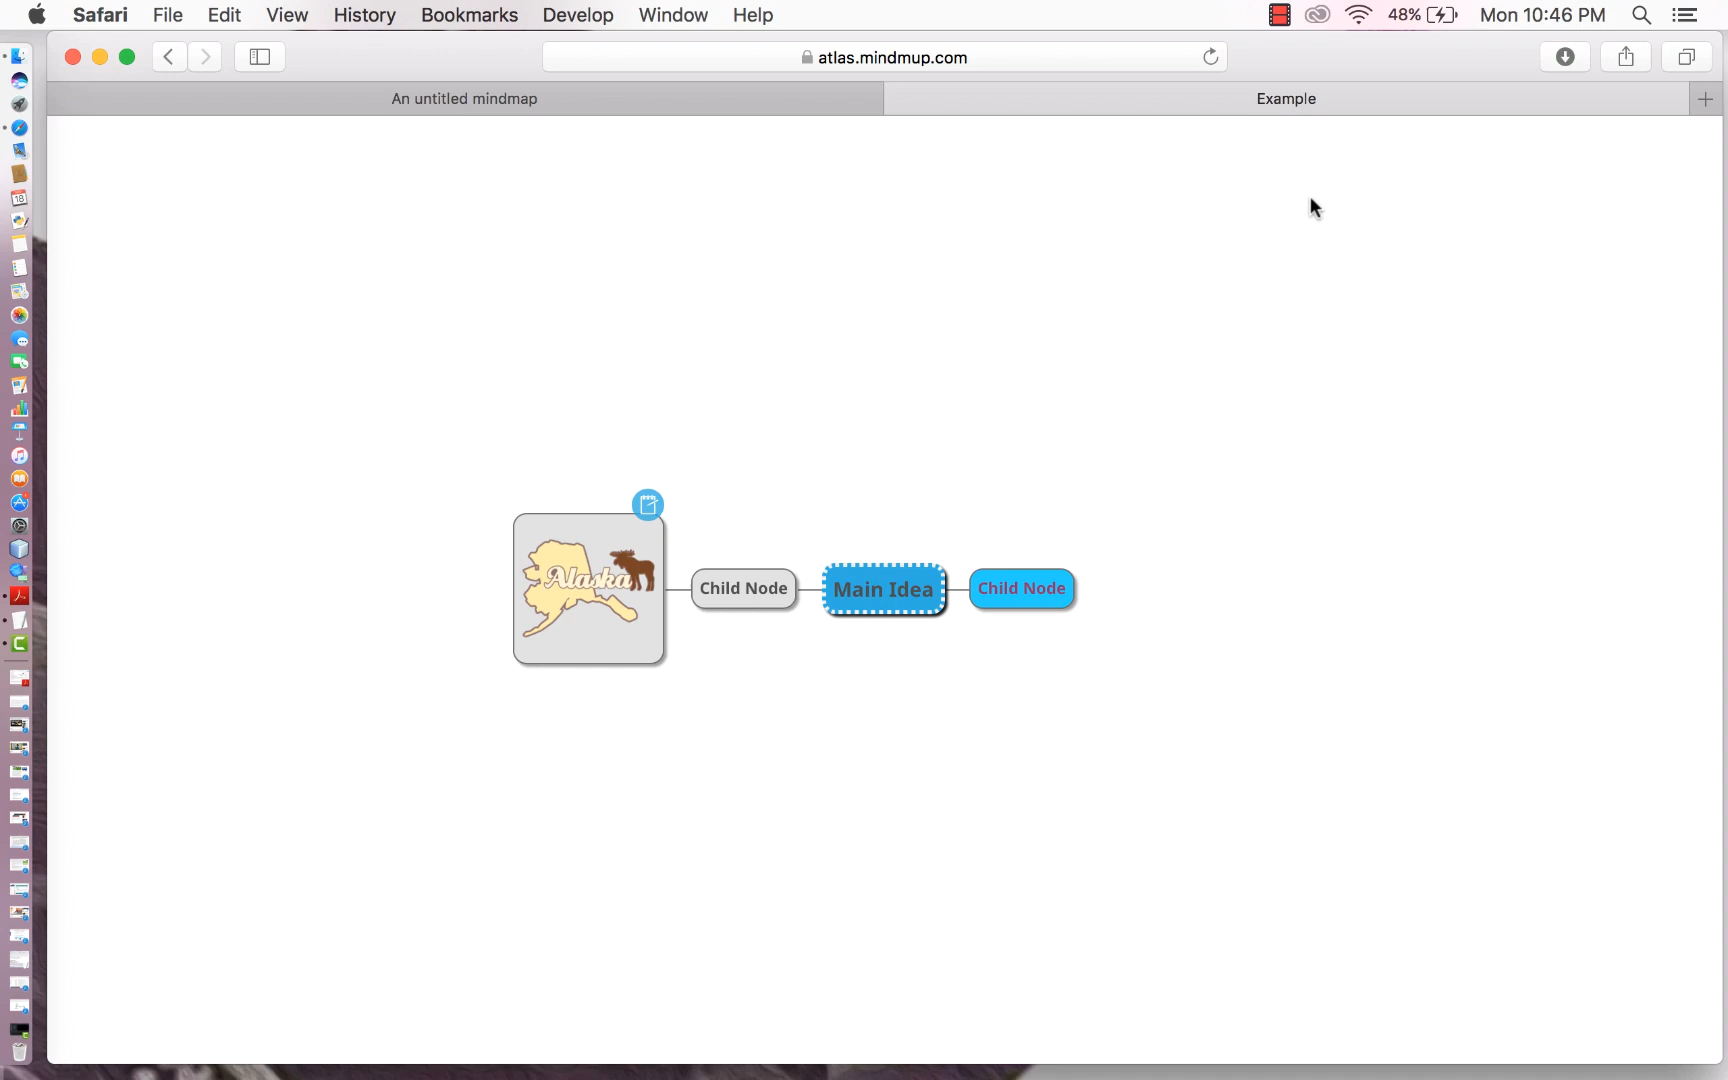 Safari File Edit View History Bookmarks Develop Window Help 48% Mon 10:46 PM
atlas.mindmup.com
An untitled mindmap Example
18
Alaska Child Node Main Idea Child Node